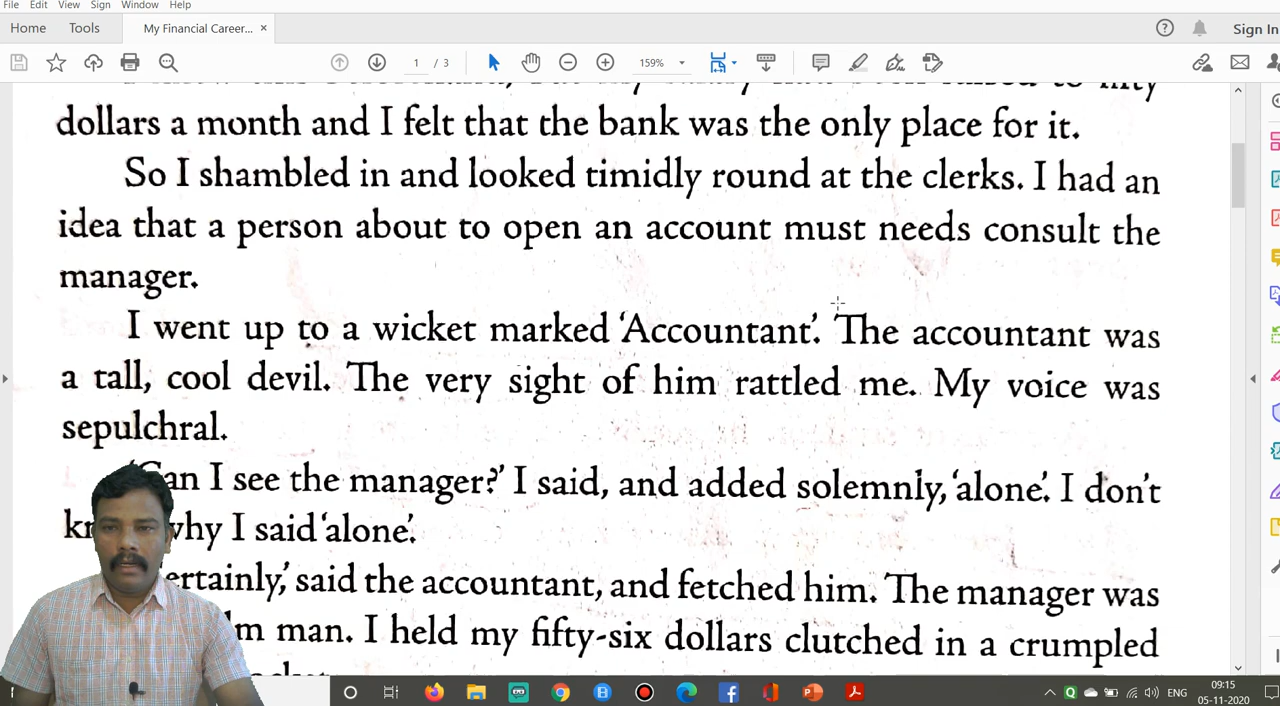 File Edit View Sign Window Help
Home Tools My Financial Career... × Sign In
1 / 3 159%
dollars a month and I felt that the bank was the only place for it.
So I shambled in and looked timidly round at the clerks. I had an
idea that a person about to open an account must needs consult the
manager.
I went up to a wicket marked ‘Accountant’. The accountant was
a tall, cool devil. The very sight of him rattled me. My voice was
sepulchral.
Can I see the manager?’ I said, and added solemnly, ‘alone’. I don’t
why I said ‘alone’.
said the accountant, and fetched him. The manager was
man. I held my fifty-six dollars clutched in a crumpled
ENG
09:15
05-11-2020